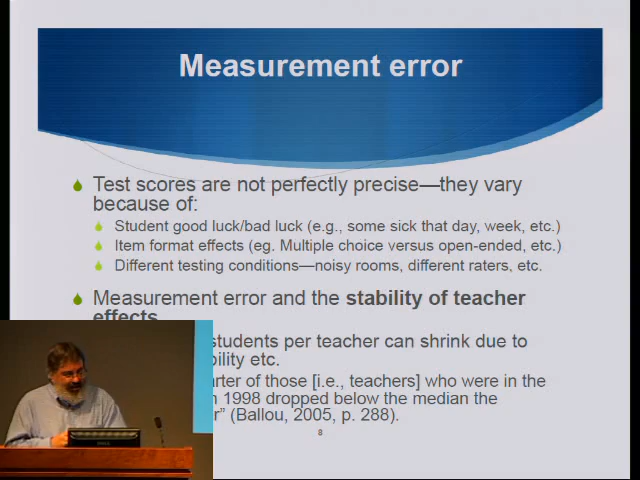 Measurement error
Test scores are not perfectly precise—they vary
because of:
Student good luck/bad luck (e.g., some sick that day, week, etc.)
Item format effects (eg. Multiple choice versus open-ended, etc.)
Different testing conditions—noisy rooms, different raters, etc.
Measurement error and the stability of teacher
effects
students per teacher can shrink due to
etc.
of those [i.e., teachers] who were in the
1998 dropped below the median the
(Ballou, 2005, p. 288).
8